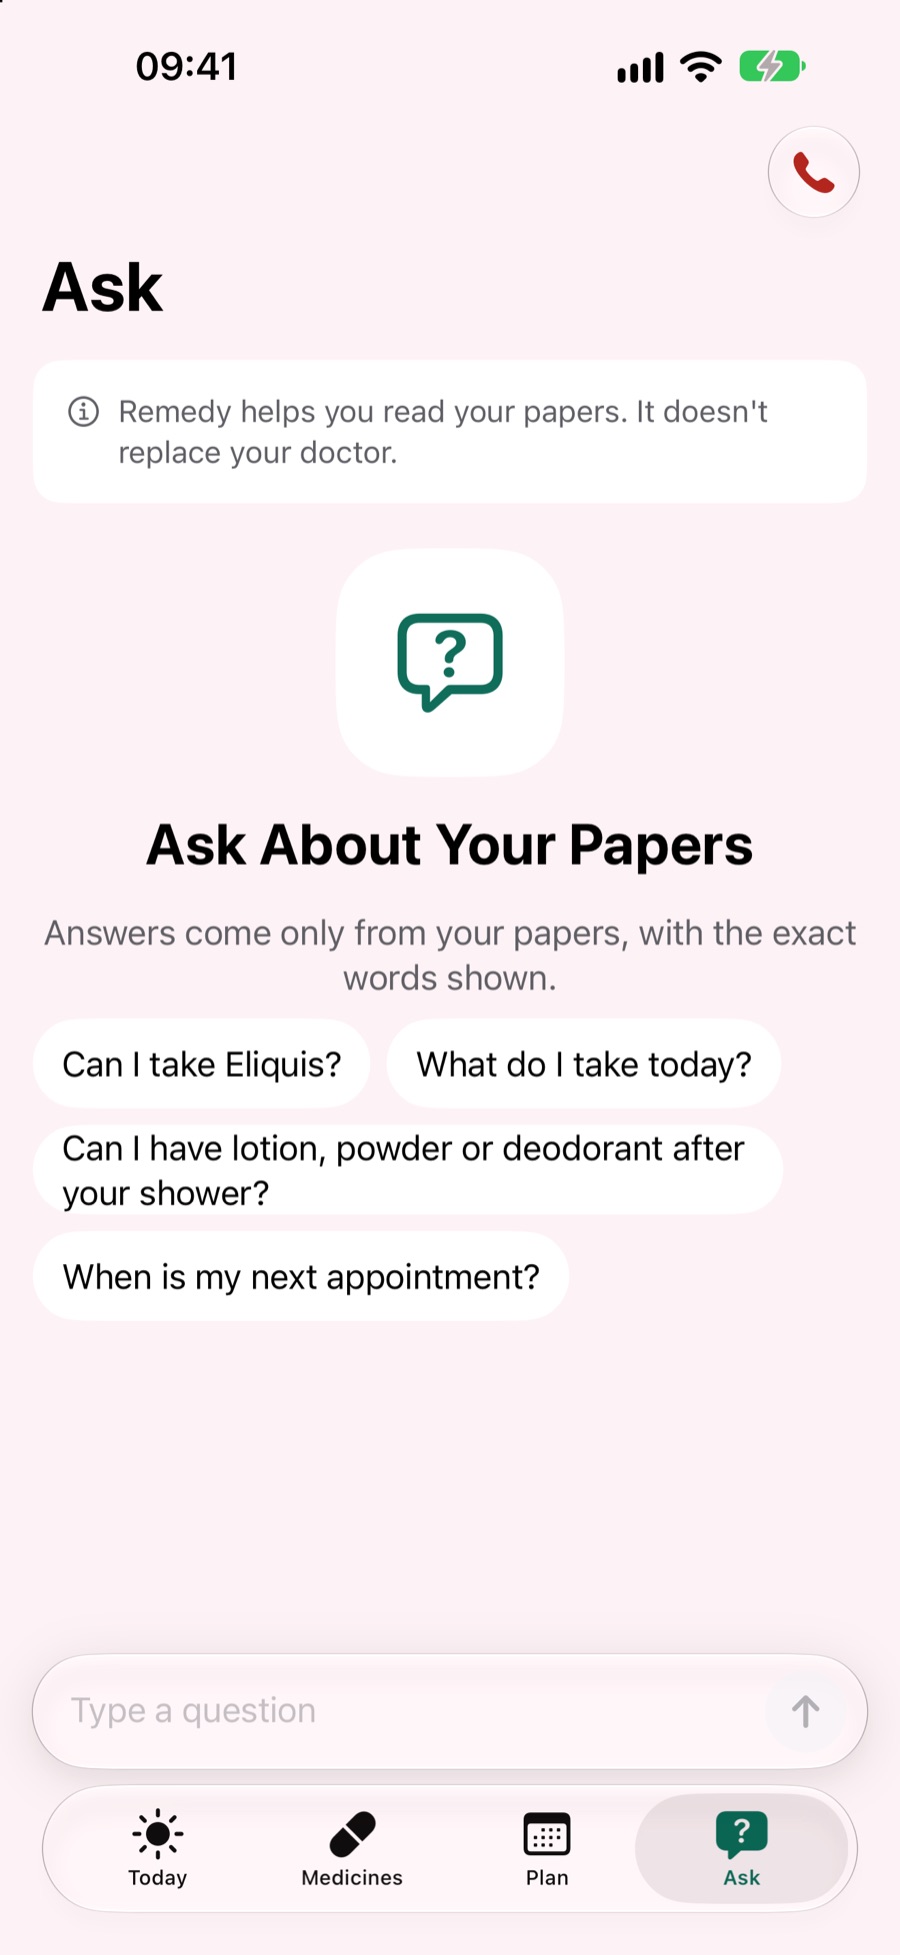 09:41
Ask
Remedy helps you read your papers. It doesn't
replace your doctor.
?
Ask About Your Papers
Answers come only from your papers, with the exact
words shown.
Can I take Eliquis?
What do I take today?
Can I have lotion, powder or deodorant after
your shower?
When is my next appointment?
Type a question
Today
Medicines
Plan
?
Ask